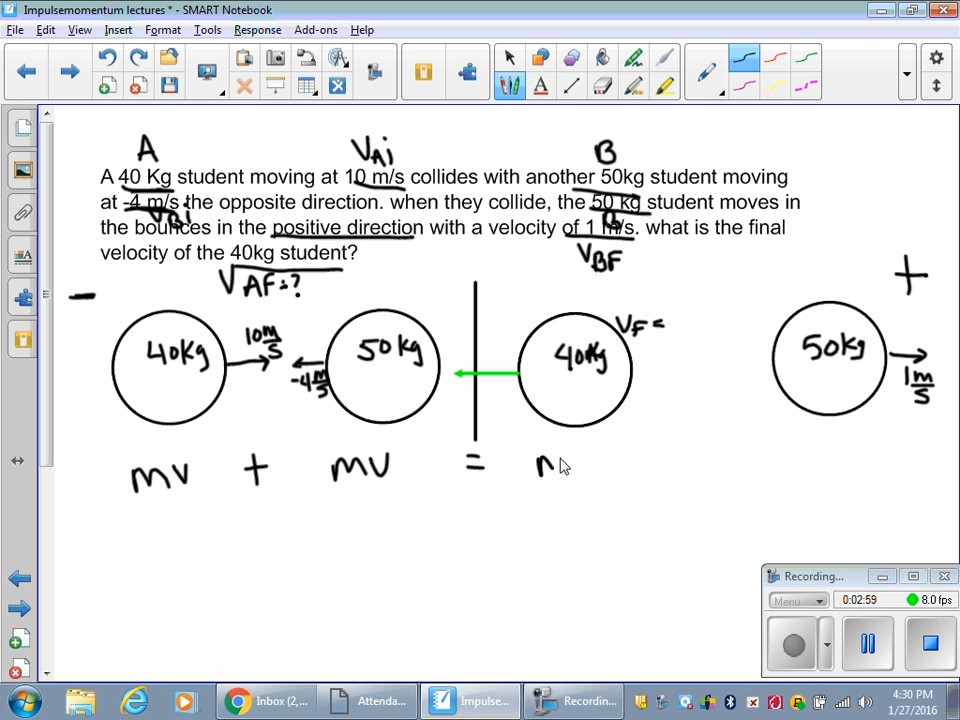 Impulsemomentum lectures * - SMART Notebook
File Edit View Insert Format Tools Response Add-ons Help
A VAi B
A 40 Kg student moving at 10 m/s collides with another 50kg student moving
at -4 m/s the opposite direction. when they collide, the 50 kg student moves in
VBi B
the bounces in the positive direction with a velocity of 1 m/s. what is the final
velocity of the 40kg student?
VBF
VAF=?
- +
40kg 10 m/s -4 m/s 50kg 40kg VF = 50kg 1 m/s
mv + mv = m
Recording...
Menu 0:02:59 8.0 fps
Inbox (2,... Attenda... Impulse... Recording...
4:30 PM
1/27/2016